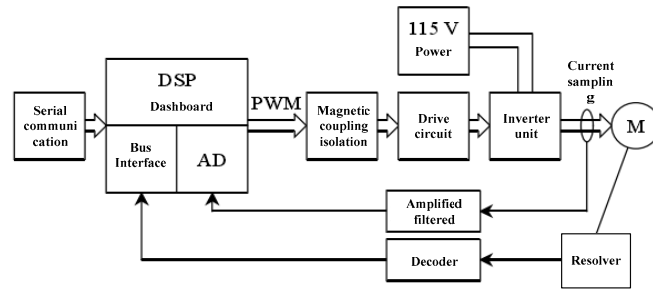 115 V
Power
Current
samplin
g
DSP
Dashboard
PWM
Serial
communi
cation
Bus
Interface
AD
Magnetic
coupling
isolation
Drive
circuit
Inverter
unit
M
Amplified
filtered
Decoder
Resolver